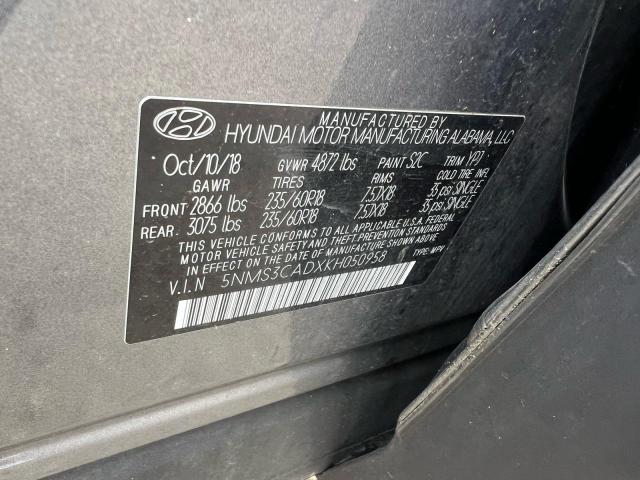 MANUFACTURED BY
HYUNDAI MOTOR MANUFACTURING ALABAMA, LLC
Oct/10/18 GVWR 4872 lbs PAINT S2C TRIM YPJ
GAWR TIRES RIMS COLD TIRE INFL
FRONT 2866 lbs 235/60R18 7.5JX18 35 psi SINGLE
REAR 3075 lbs 235/60R18 7.5JX18 35 psi SINGLE
THIS VEHICLE CONFORMS TO ALL APPLICABLE U.S.A FEDERAL
MOTOR VEHICLE SAFETY AND THEFT PREVENTION STANDARDS
IN EFFECT ON THE DATE OF MANUFACTURE SHOWN ABOVE
V.I.N 5NMS3CADXKH050958 TYPE: MPV